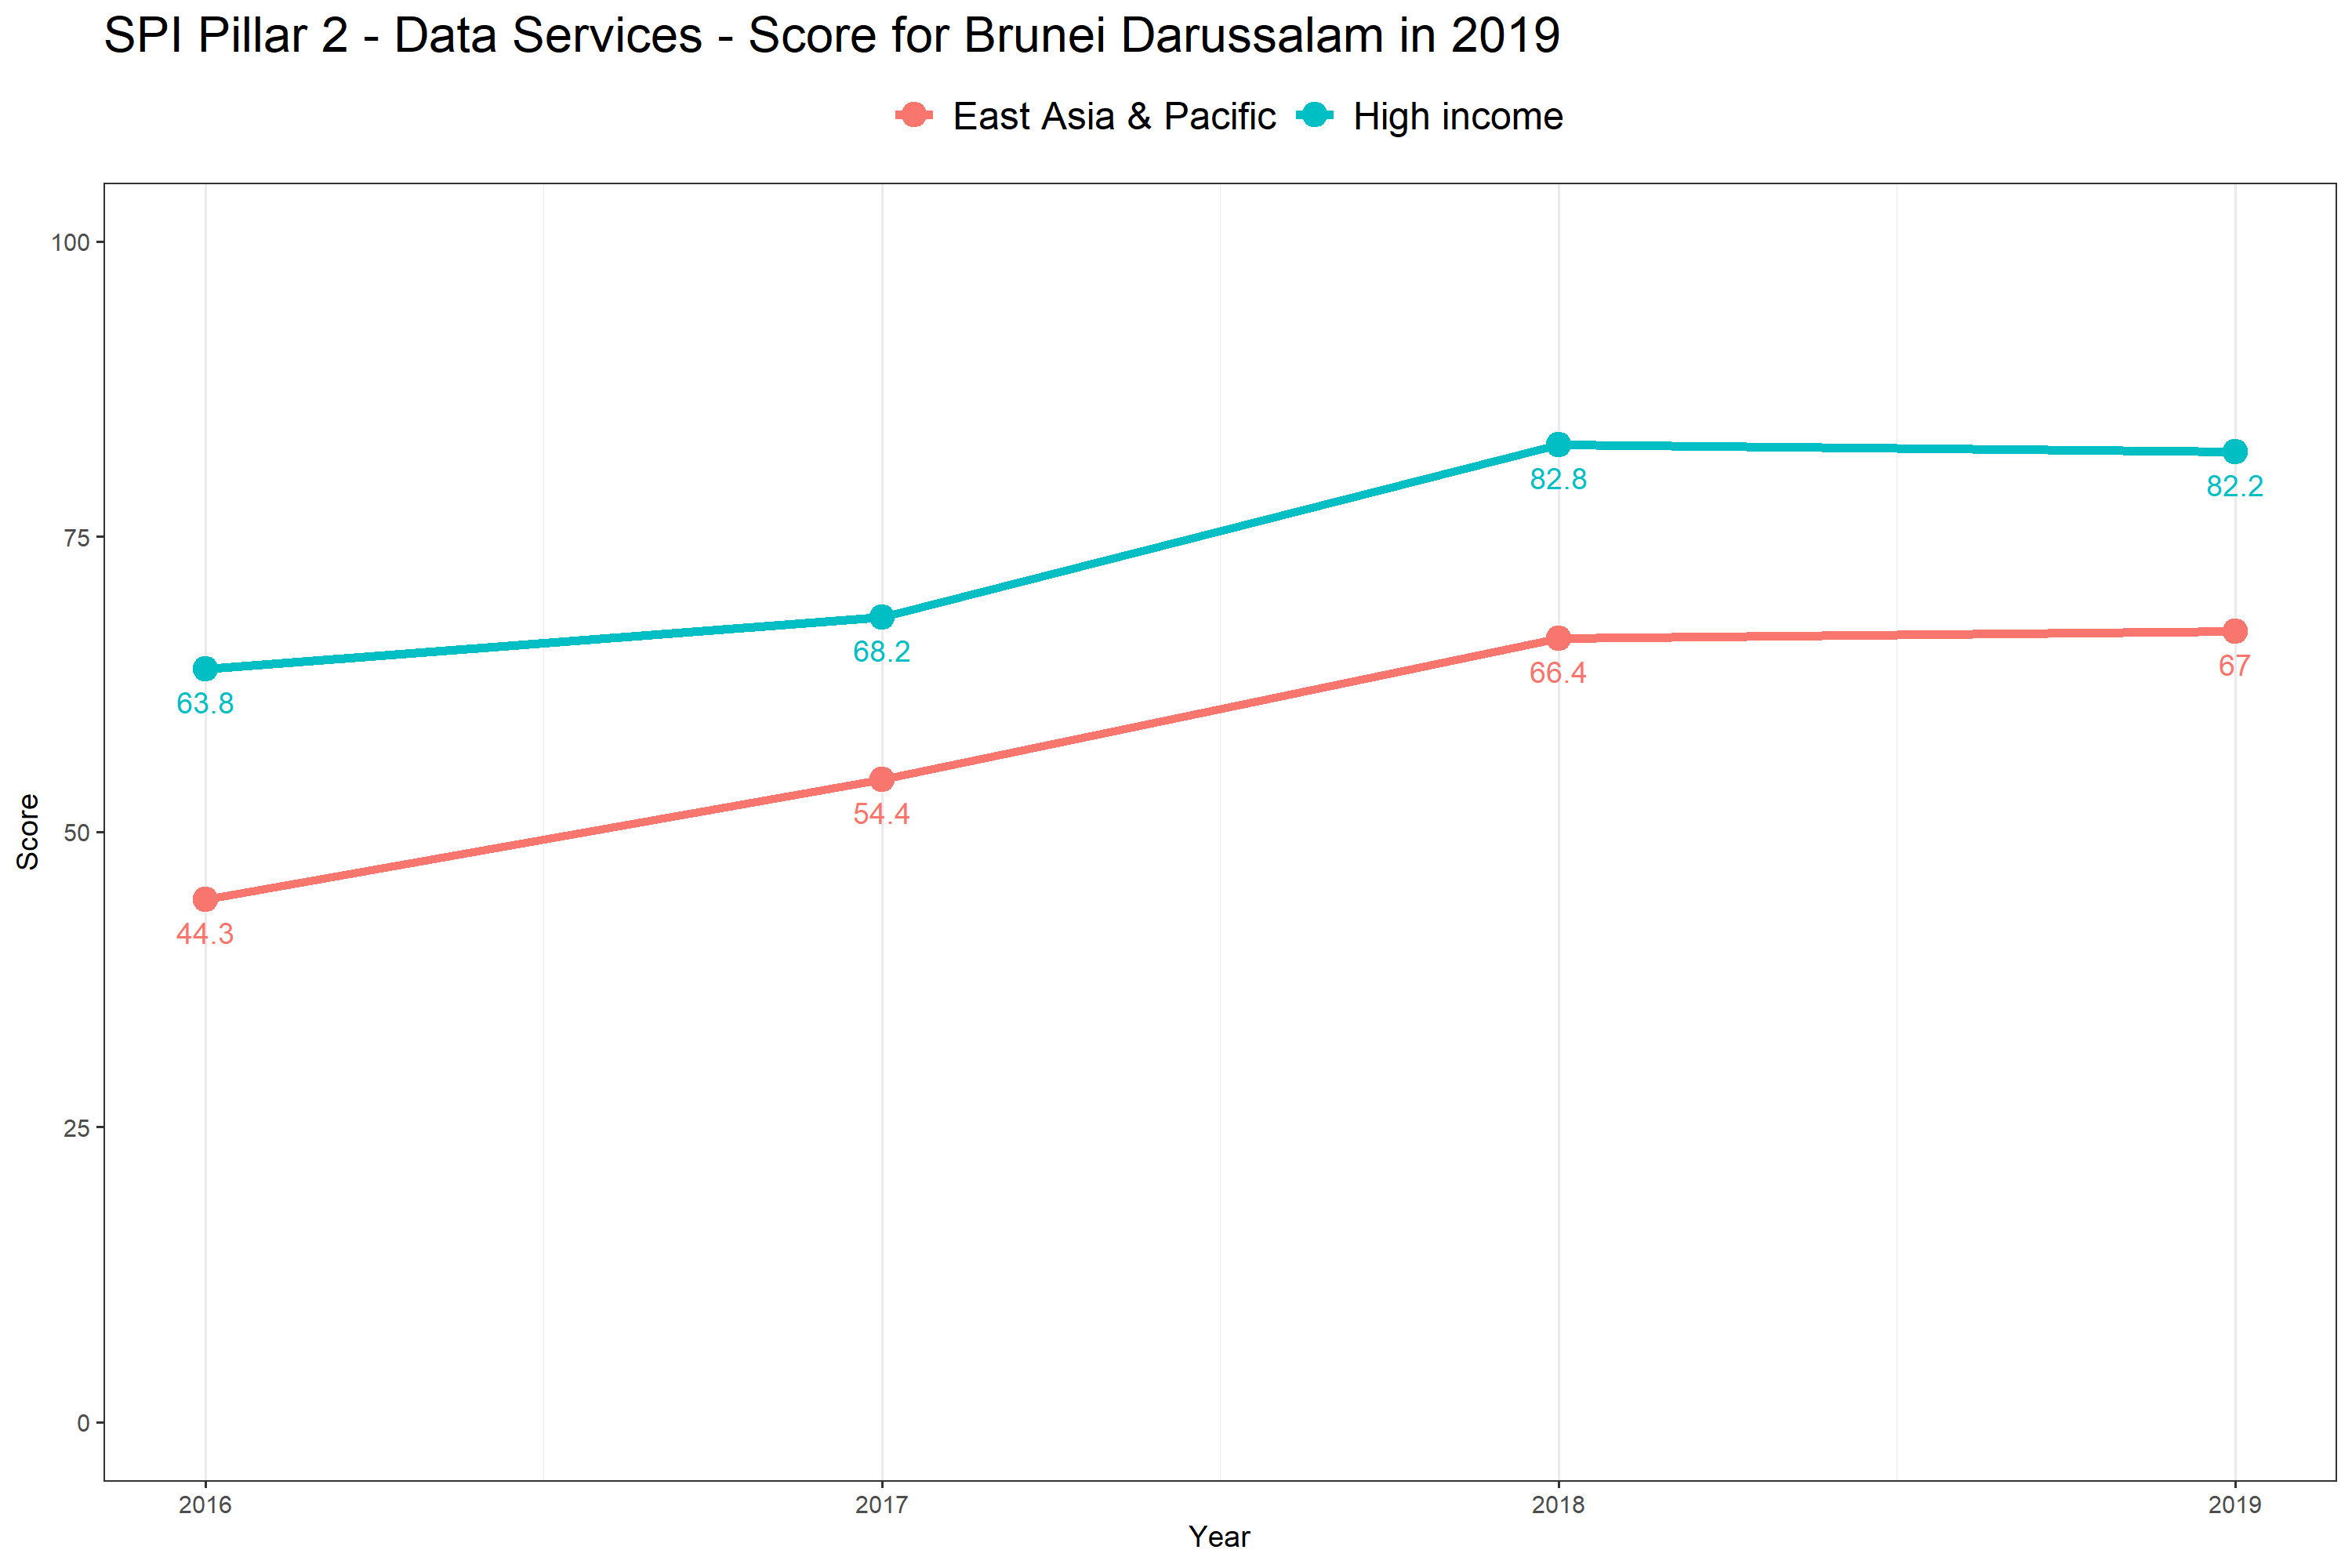 SPI Pillar 2 - Data Services - Score for Brunei Darussalam in 2019
East Asia & Pacific High income
100
75
50
25
0
Score
63.8
68.2
82.8
82.2
44.3
54.4
66.4
67
2016 2017 2018 2019
Year